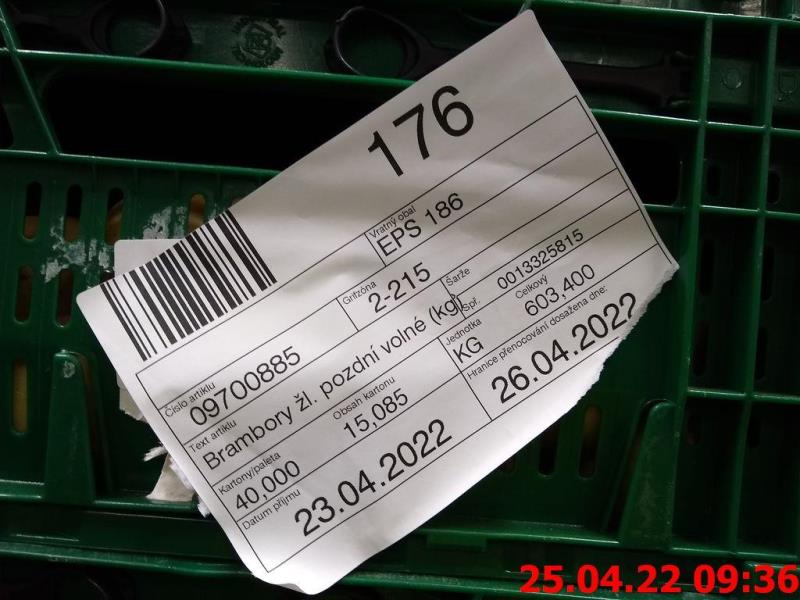 176
Vratný obal
EPS 186
Grifzóna
2-215
Šarže
0013325815
Číslo artiklu
09700885
Spř.
Celkový
603,400
Text artiklu
Brambory žl. pozdní volné (kg)
Jednotka
KG
Kartony/paleta
40,000
Obsah kartonu
15,085
Hranice přenocování dosažena dne:
26.04.2022
Datum příjmu
23.04.2022
25.04.22 09:36